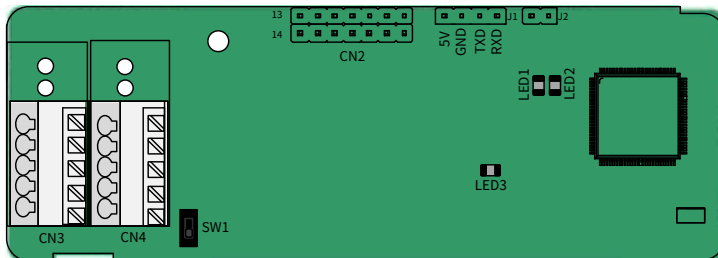 13
14
CN2
J1
J2
5V
GND
TXD
RXD
LED1
LED2
LED3
CN3
CN4
SW1